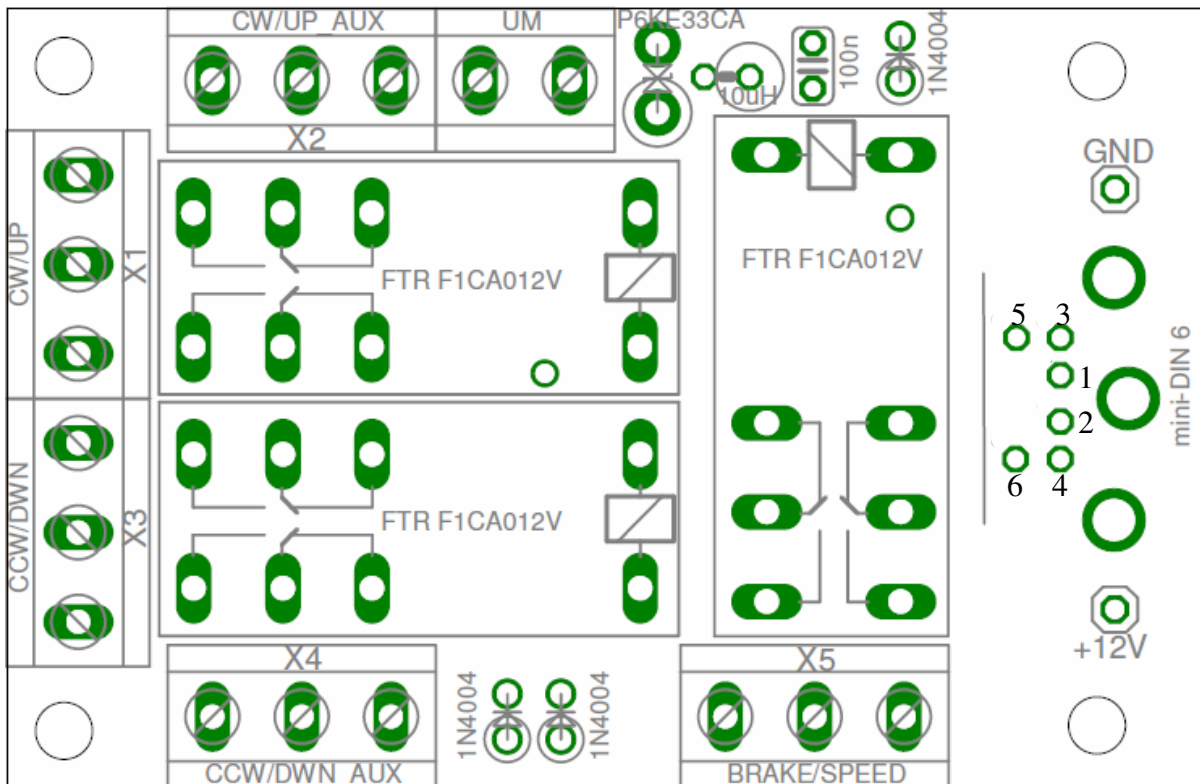 CW/UP_AUX
UM
P6KE33CA
10uH
100n
1N4004
X2
CW/UP
X1
FTR F1CA012V
FTR F1CA012V
GND
5
3
1
2
6
4
mini-DIN 6
CCW/DWN
X3
FTR F1CA012V
+12V
X4
1N4004
1N4004
X5
CCW/DWN_AUX
BRAKE/SPEED